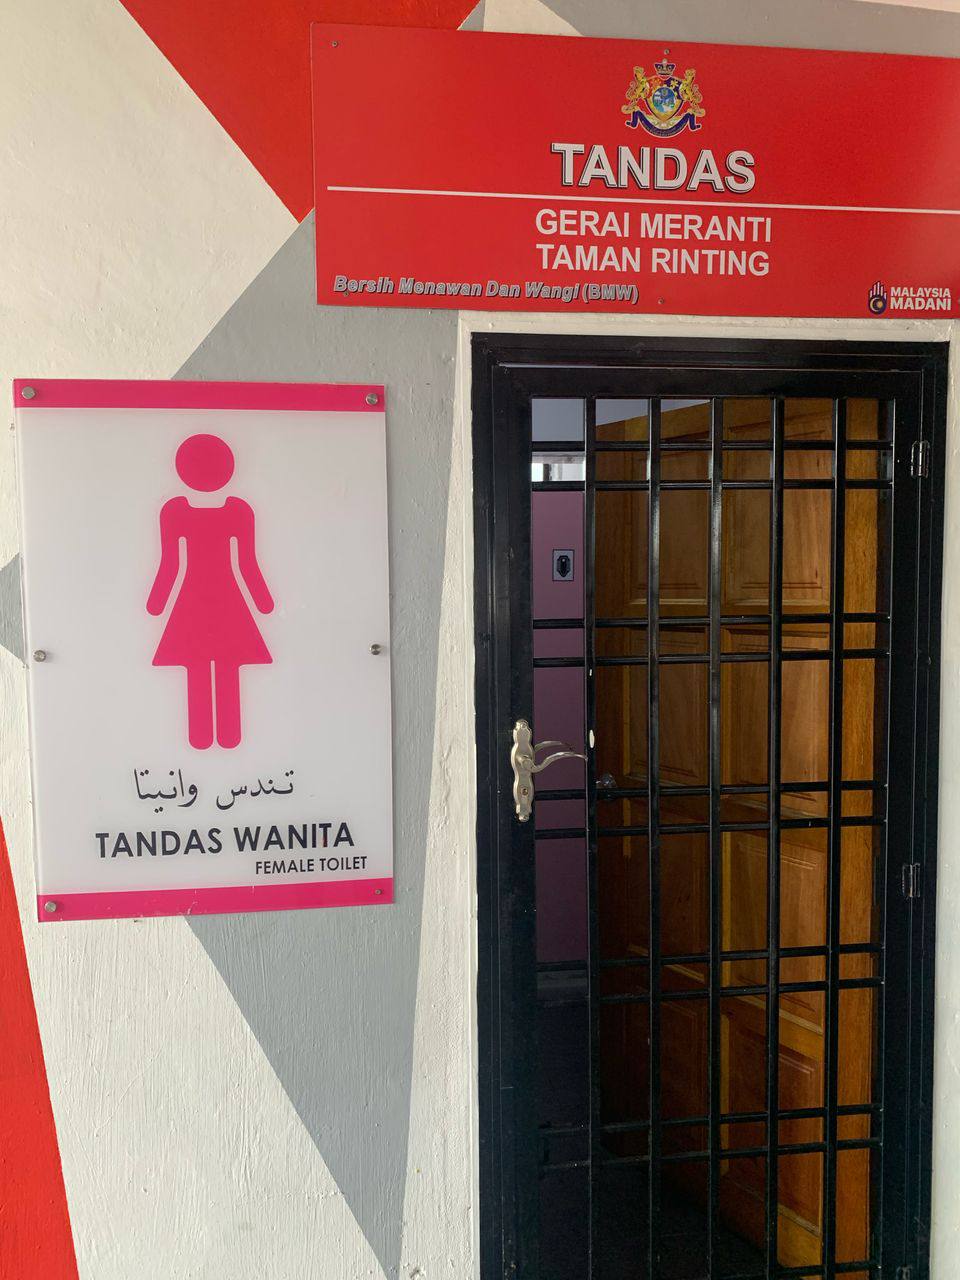 TANDAS
GERAI MERANTI
TAMAN RINTING
Bersih Menawan Dan Wangi (BMW)
MALAYSIA
MADANI
تندس وانيتا
TANDAS WANITA
FEMALE TOILET